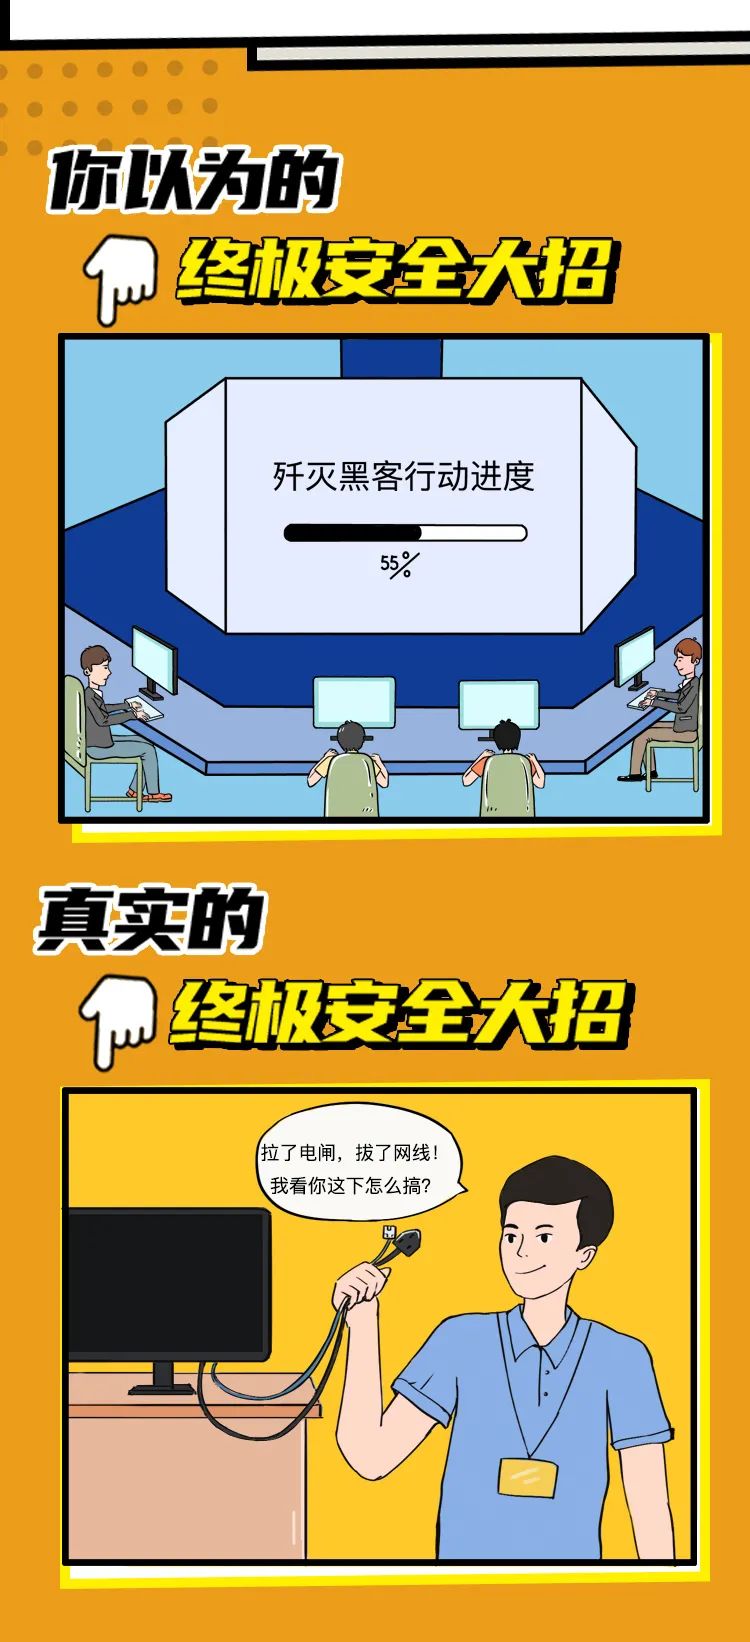 你以为的
终极安全大招
歼灭黑客行动进度
55%
真实的
终极安全大招
拉了电闸，拔了网线！
我看你这下怎么搞？